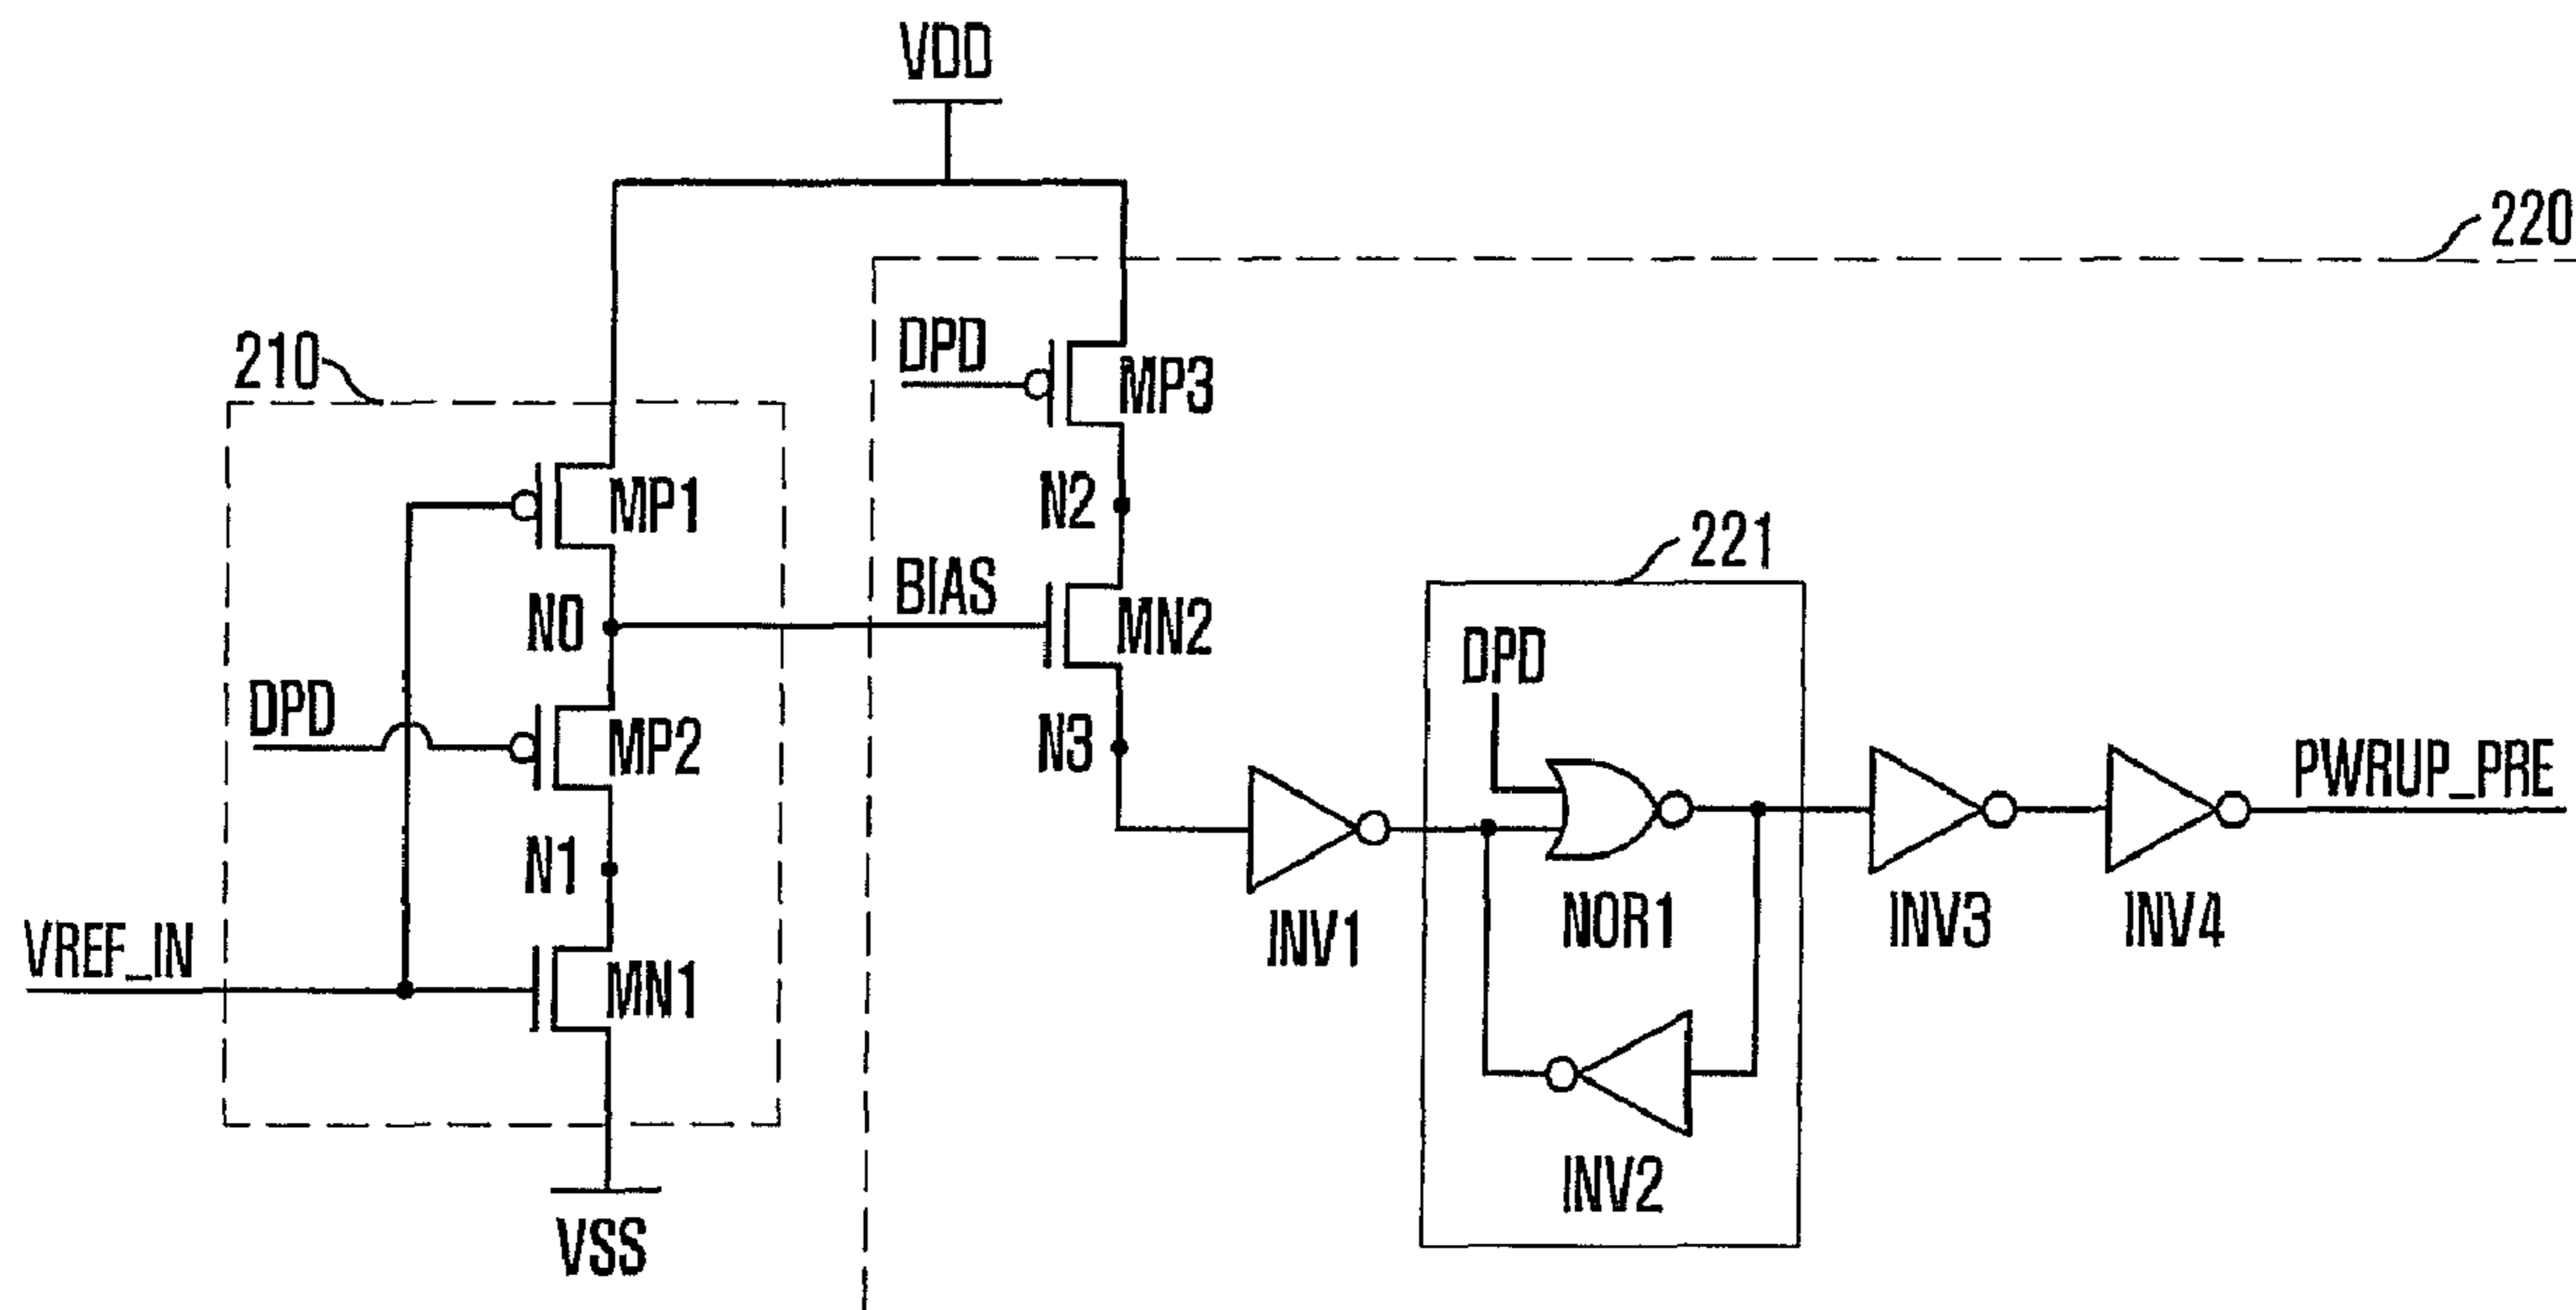 VDD
220
DPD
MP3
210
N2
MP1
221
BIAS
N0
MN2
DPD
DPD
MP2
N3
PWRUP_PRE
N1
INV1
NOR1
INV3
INV4
VREF_IN
MN1
INV2
VSS